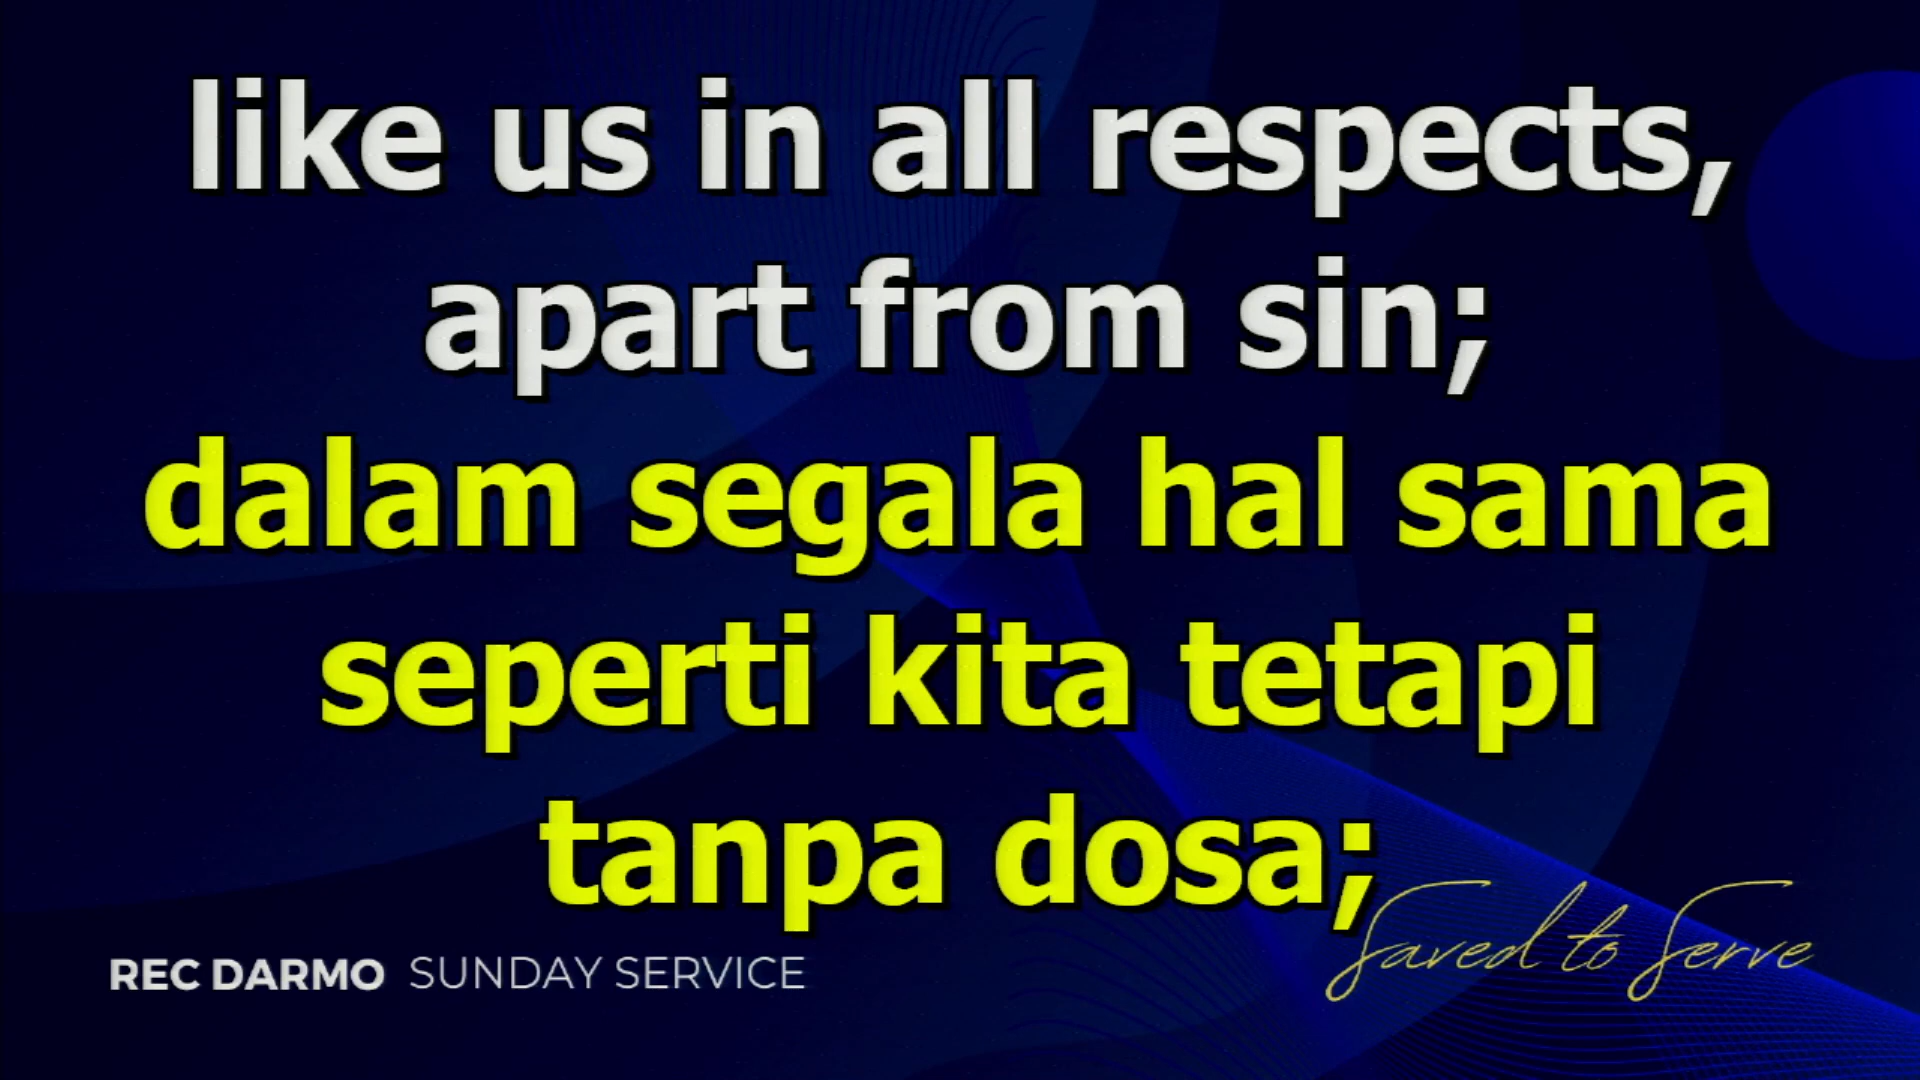 like us in all respects,
apart from sin;
dalam segala hal sama
seperti kita tetapi
tanpa dosa;
REC DARMO SUNDAY SERVICE
Saved to Serve